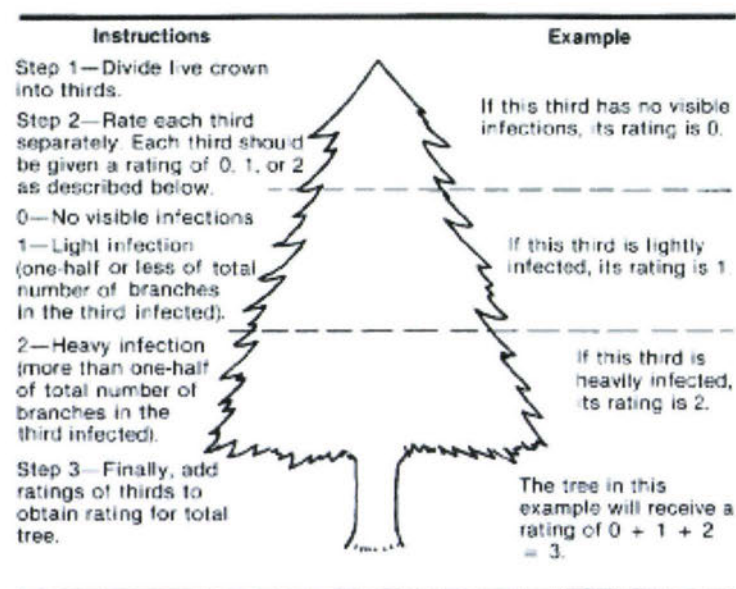 Instructions
Step 1—Divide live crown
into thirds.
Step 2—Rate each third
separately. Each third should
be given a rating of 0, 1, or 2
as described below.
0—No visible infections
1—Light infection
(one-half or less of total
number of branches
in the third infected).
2—Heavy infection
(more than one-half
of total number of
branches in the
third infected).
Step 3—Finally, add
ratings of thirds to
obtain rating for total
tree.
Example
If this third has no visible
infections, its rating is 0.
If this third is lightly
infected, its rating is 1.
If this third is
heavily infected,
its rating is 2.
The tree in this
example will receive a
rating of 0 + 1 + 2
= 3.